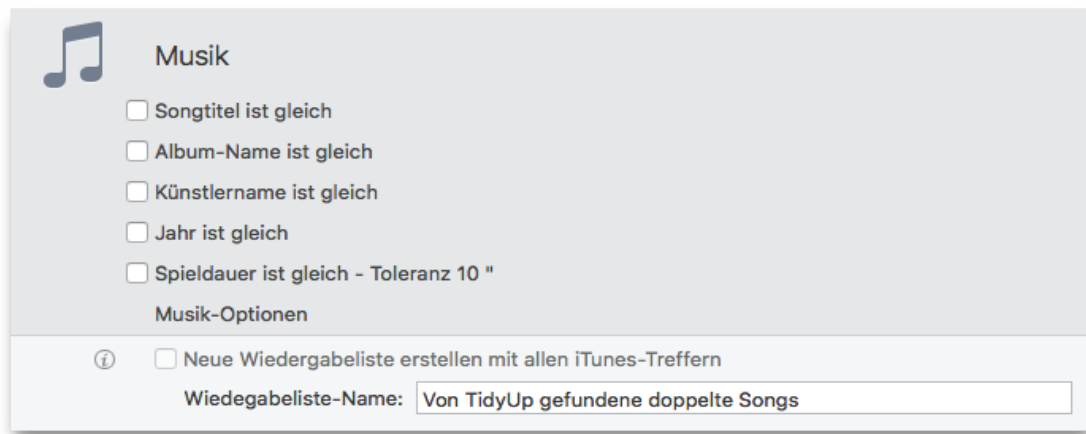 Musik
Songtitel ist gleich
Album-Name ist gleich
Künstlername ist gleich
Jahr ist gleich
Spieldauer ist gleich - Toleranz 10 "
Musik-Optionen
Neue Wiedergabeliste erstellen mit allen iTunes-Treffern
Wiedegabeliste-Name: Von TidyUp gefundene doppelte Songs